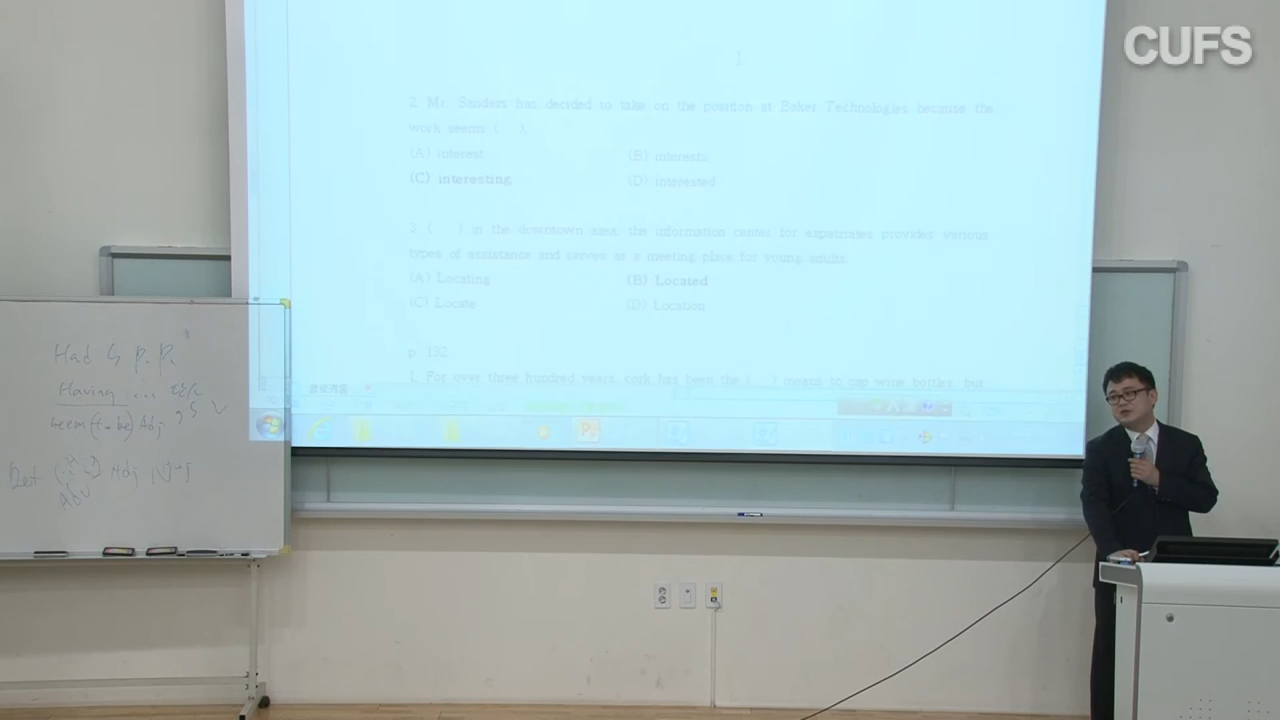 CUFS
2. Mr. Sanders has decided to take on the position at Baker Technologies because the
work seems ( ).
(A) interest (B) interests
(C) interesting (D) interested
3. ( ) in the downtown area, the information center for expatriates provides various
types of assistance and serves as a meeting place for young adults.
(A) Locating (B) Located
(C) Locate (D) Location
p. 132
1. For over three hundred years, cork has been the ( ) means to cap wine bottles, but
Had S p.p.
Having
seem (to be) Adj
Det Adj N
Adv